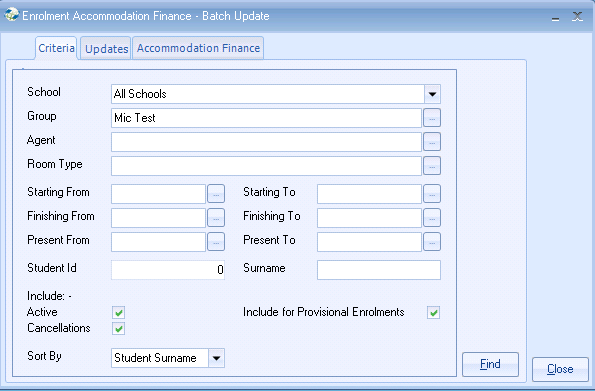 Enrolment Accommodation Finance - Batch Update
Criteria Updates Accommodation Finance
School All Schools
Group Mic Test ...
Agent ...
Room Type ...
Starting From ... Starting To ...
Finishing From ... Finishing To ...
Present From ... Present To ...
Student Id 0 Surname
Include: -
Active Include for Provisional Enrolments
Cancellations
Sort By Student Surname
Find Close